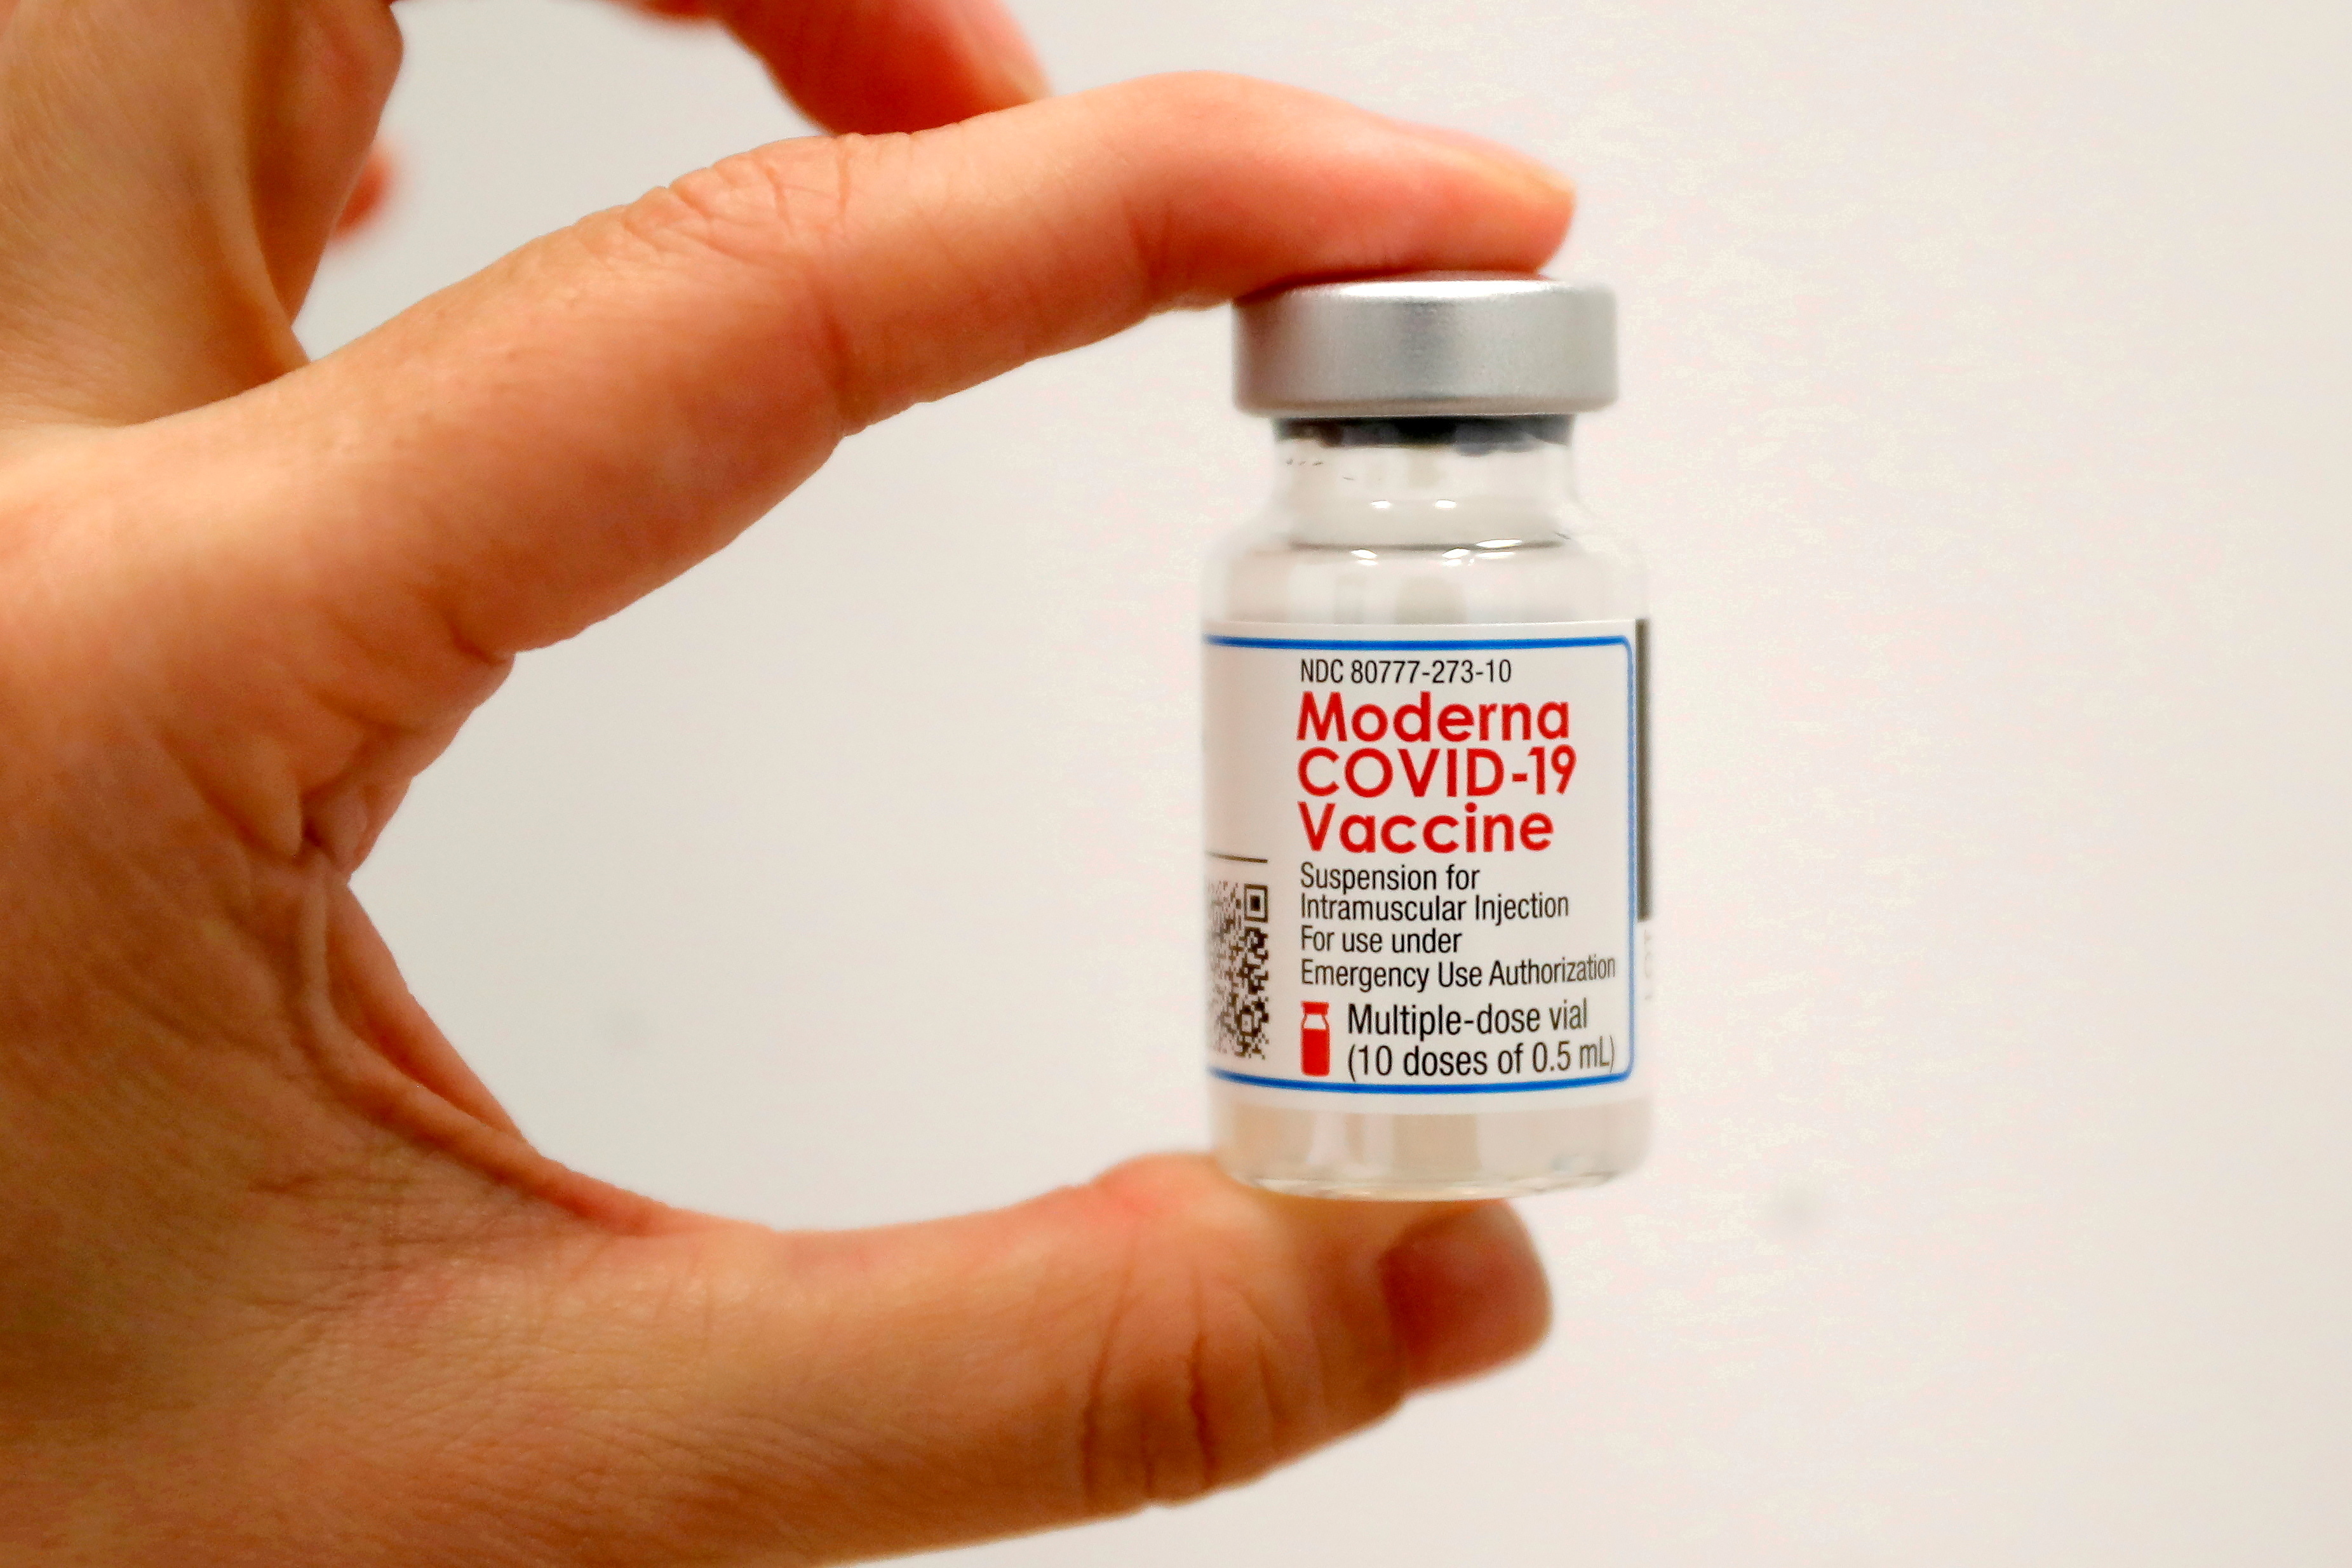 NDC 80777-273-10
Moderna
COVID-19
Vaccine
Suspension for
Intramuscular Injection
For use under
Emergency Use Authorization
Multiple-dose vial
(10 doses of 0.5 mL)